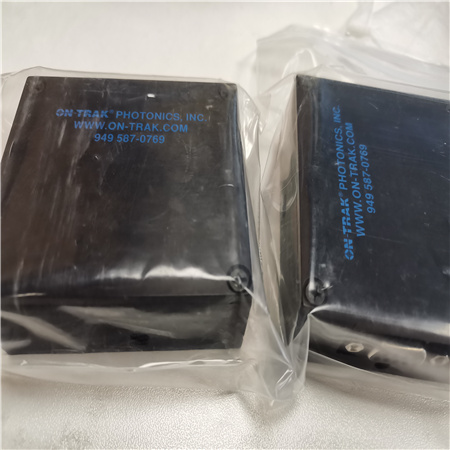 ON-TRAK® PHOTONICS, INC.
WWW.ON-TRAK.COM
949 587-0769
ON-TRAK® PHOTONICS, INC.
WWW.ON-TRAK.COM
949 587-0769